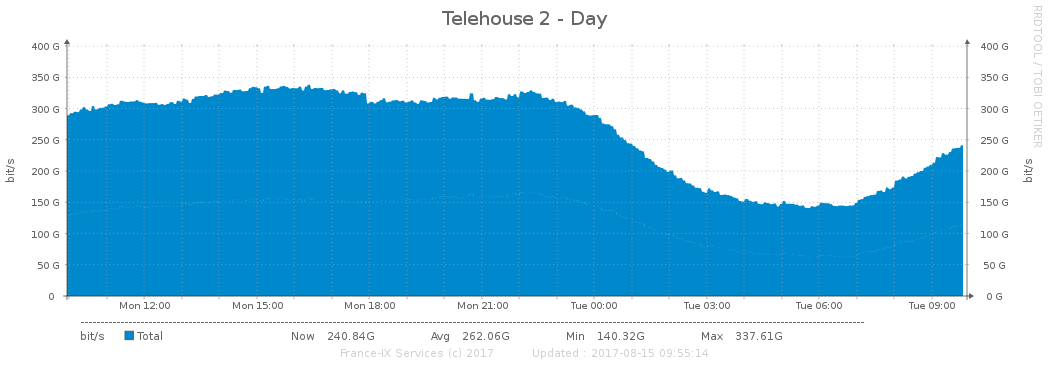 Telehouse 2 - Day
RRDTOOL / TOBI OETIKER
400 G 400 G
350 G 350 G
300 G 300 G
250 G 250 G
200 G 200 G
150 G 150 G
100 G 100 G
50 G 50 G
0 0 G
bit/s bit/s
Mon 12:00 Mon 15:00 Mon 18:00 Mon 21:00 Tue 00:00 Tue 03:00 Tue 06:00 Tue 09:00
bit/s Total Now 240.84G Avg 262.06G Min 140.32G Max 337.61G
France-IX Services (c) 2017 Updated : 2017-08-15 09:55:14